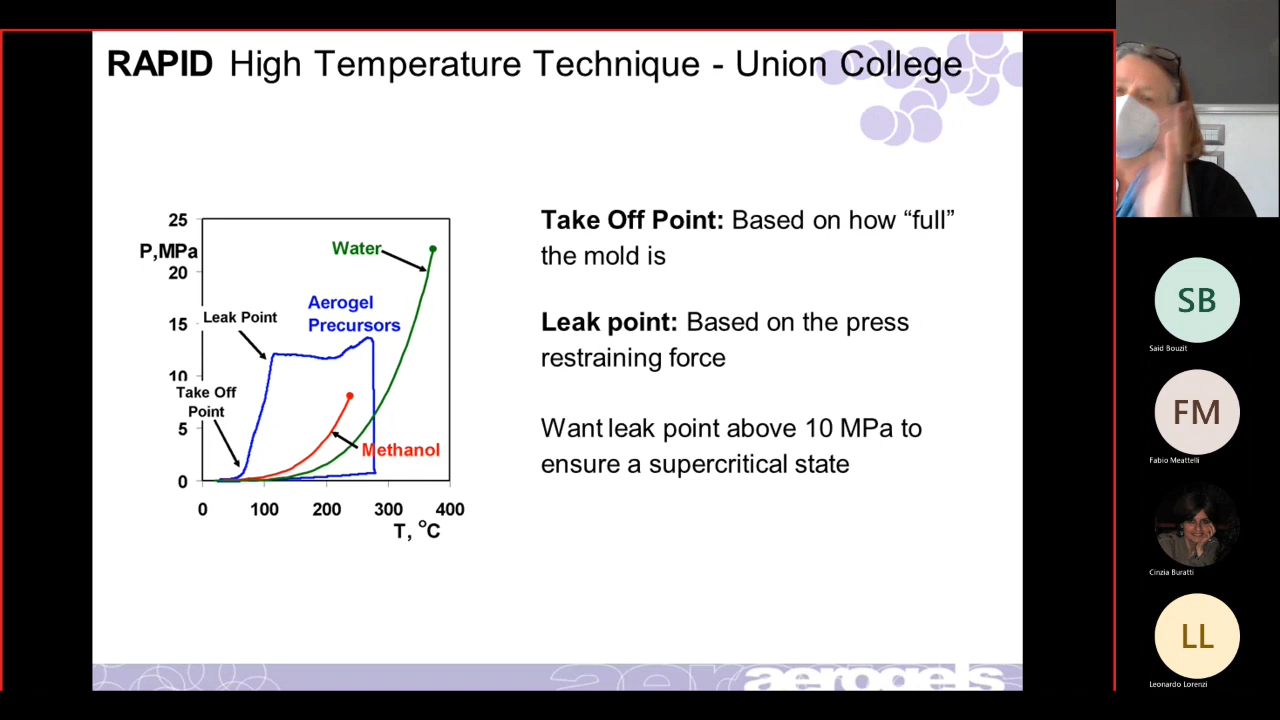 RAPID High Temperature Technique - Union College
25
P,MPa
20
15
10
5
0
0 100 200 300 400
T, °C
Water
Aerogel
Precursors
Leak Point
Take Off
Point
Methanol
Take Off Point: Based on how “full”
the mold is
Leak point: Based on the press
restraining force
Want leak point above 10 MPa to
ensure a supercritical state
aerogels
SB
Said Bouzit
FM
Fabio Meattelli
Cinzia Buratti
LL
Leonardo Lorenzi